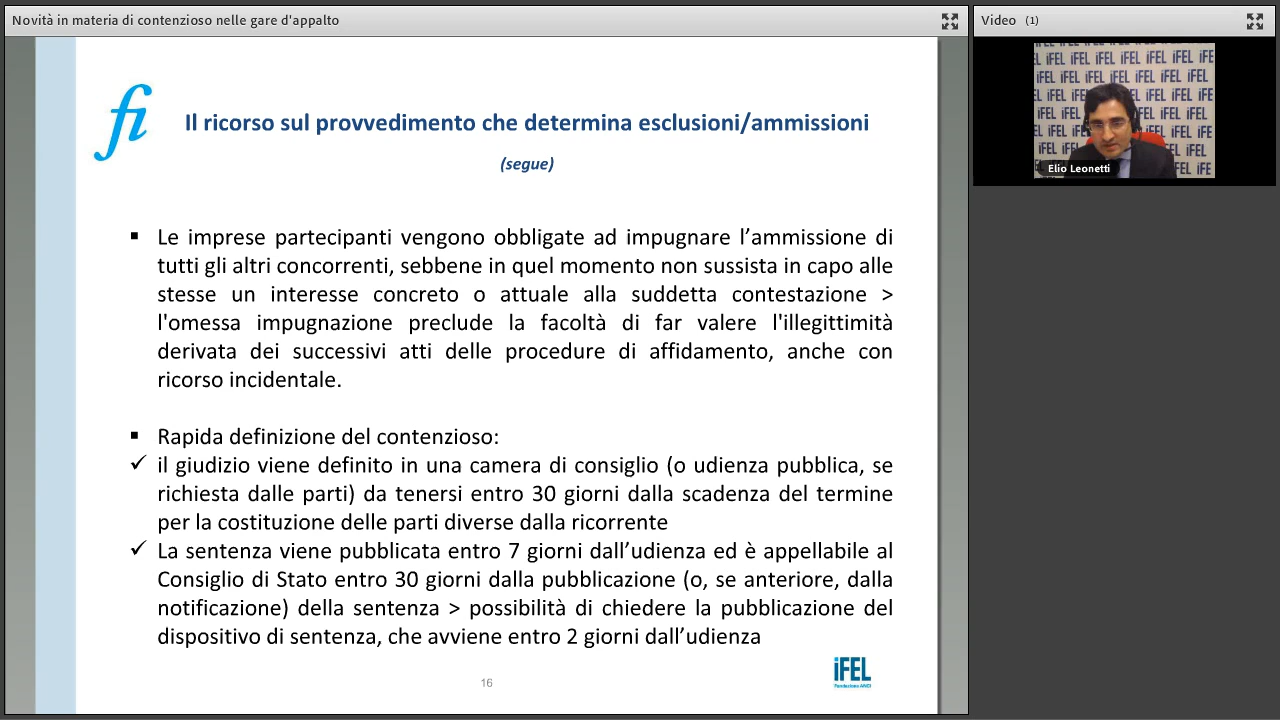 Novità in materia di contenzioso nelle gare d'appalto
Video (1)
fi
Il ricorso sul provvedimento che determina esclusioni/ammissioni
(segue)
Elio Leonetti
▪ Le imprese partecipanti vengono obbligate ad impugnare l’ammissione di
tutti gli altri concorrenti, sebbene in quel momento non sussista in capo alle
stesse un interesse concreto o attuale alla suddetta contestazione >
l'omessa impugnazione preclude la facoltà di far valere l'illegittimità
derivata dei successivi atti delle procedure di affidamento, anche con
ricorso incidentale.
▪ Rapida definizione del contenzioso:
✓ il giudizio viene definito in una camera di consiglio (o udienza pubblica, se
richiesta dalle parti) da tenersi entro 30 giorni dalla scadenza del termine
per la costituzione delle parti diverse dalla ricorrente
✓ La sentenza viene pubblicata entro 7 giorni dall’udienza ed è appellabile al
Consiglio di Stato entro 30 giorni dalla pubblicazione (o, se anteriore, dalla
notificazione) della sentenza > possibilità di chiedere la pubblicazione del
dispositivo di sentenza, che avviene entro 2 giorni dall’udienza
16
iFEL
Fondazione ANCI